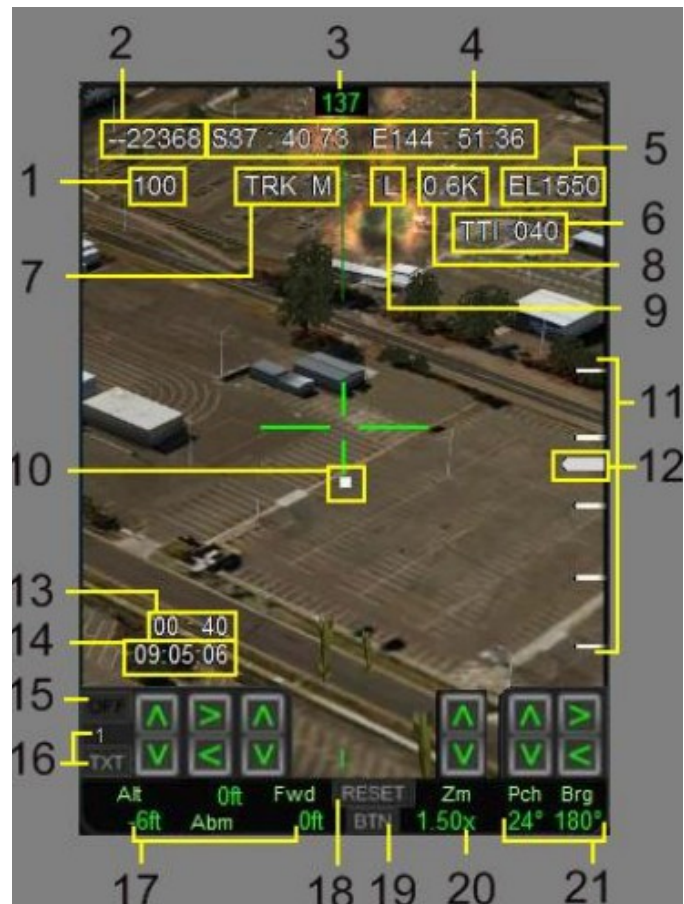 2 3 4
137
--22368 S37 : 40.73 E144 : 51.36
5
1 100 TRK M L 0.6K EL1550
TTI 040 6
7 8
9
11
10 12
13
00 : 40
14
09:05:06
15 OFF
1
16 TXT
Alt 0ft Fwd RESET Zm Pch Brg
-6ft Abm 0ft BTN 1.50x 24° 180°
17 18 19 20 21